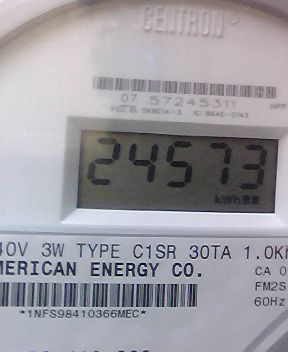 CENTRON
07 57245311
24573
kWh
40V 3W TYPE C1SR 30TA 1.0K
MERICAN ENERGY CO.
CA 0
FM2S
60Hz
*1NFS98410366MEC*